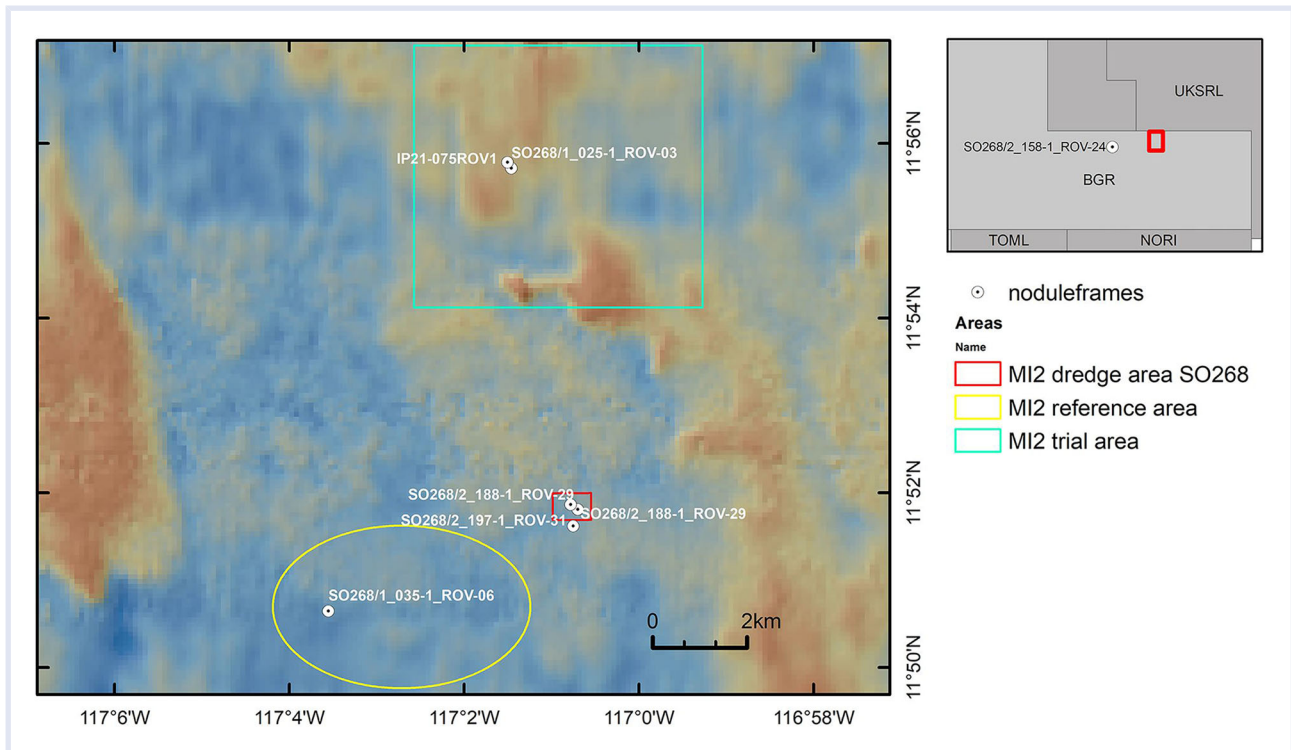 IP21-075ROV1
SO268/1_025-1_ROV-03
SO268/2_188-1_ROV-29
SO268/2_188-1_ROV-29
SO268/2_197-1_ROV-31
SO268/1_035-1_ROV-06
0 2km
11°56'N
11°54'N
11°52'N
11°50'N
117°6'W 117°4'W 117°2'W 117°0'W 116°58'W
UKSRL
SO268/2_158-1_ROV-24
BGR
TOML NORI
noduleframes
Areas
Name
MI2 dredge area SO268
MI2 reference area
MI2 trial area